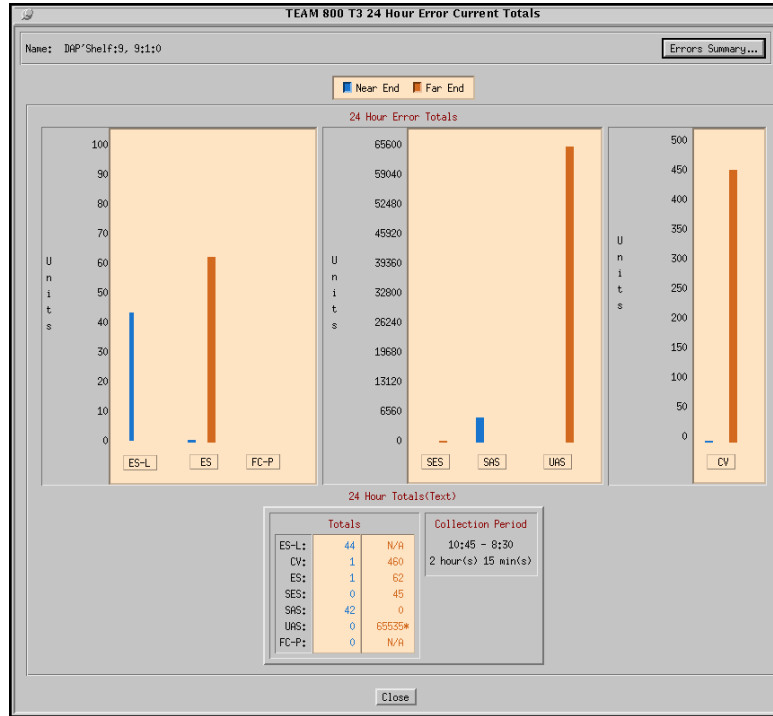 TEAM 800 T3 24 Hour Error Current Totals
Name: DAP'Shelf:9, 9:1:0
Errors Summary...
Near End Far End
24 Hour Error Totals
Units
100
90
80
70
60
50
40
30
20
10
0
ES-L ES FC-P
Units
65600
59040
52480
45920
39360
32800
26240
19680
13120
6560
0
SES SAS UAS
Units
500
450
400
350
300
250
200
150
100
50
0
CV
24 Hour Totals(Text)
Totals
ES-L: 44 N/A
CV: 1 460
ES: 1 62
SES: 0 45
SAS: 42 0
UAS: 0 65535*
FC-P: 0 N/A
Collection Period
10:45 - 8:30
2 hour(s) 15 min(s)
Close